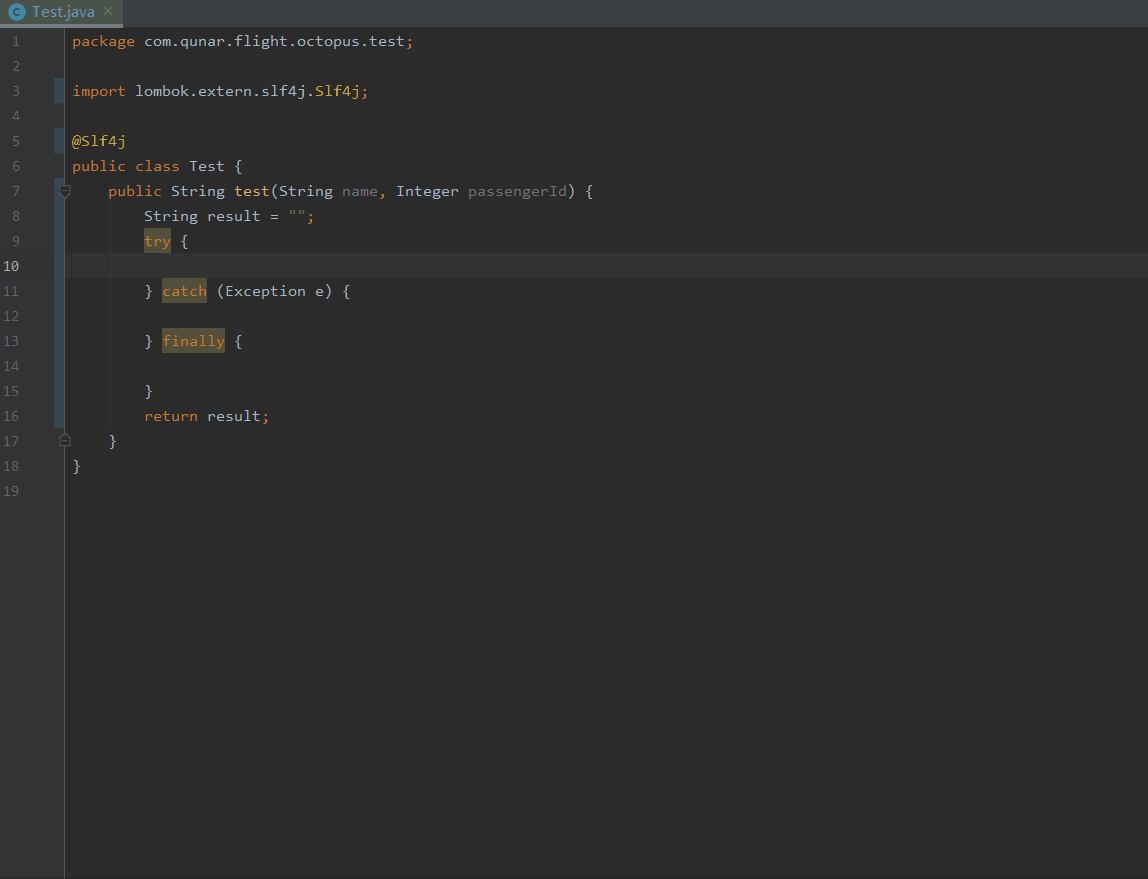 C Test.java ×
1 package com.qunar.flight.octopus.test;
2
3 import lombok.extern.slf4j.Slf4j;
4
5 @Slf4j
6 public class Test {
7     public String test(String name, Integer passengerId) {
8         String result = "";
9         try {
10
11         } catch (Exception e) {
12
13         } finally {
14
15         }
16         return result;
17     }
18 }
19